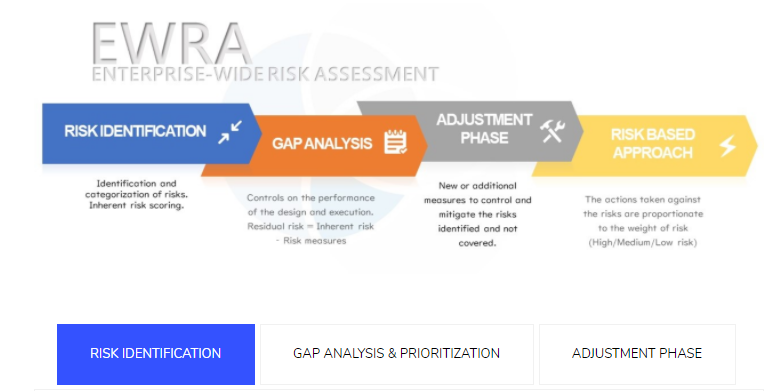 EWRA
ENTERPRISE-WIDE RISK ASSESSMENT
RISK IDENTIFICATION
Identification and
categorization of risks.
Inherent risk scoring.
GAP ANALYSIS
Controls on the performance
of the design and execution.
Residual risk = Inherent risk
- Risk measures
ADJUSTMENT
PHASE
New or additional
measures to control and
mitigate the risks
identified and not
covered.
RISK BASED
APPROACH
The actions taken against
the risks are proportionate
to the weight of risk
(High/Medium/Low risk)
RISK IDENTIFICATION
GAP ANALYSIS & PRIORITIZATION
ADJUSTMENT PHASE